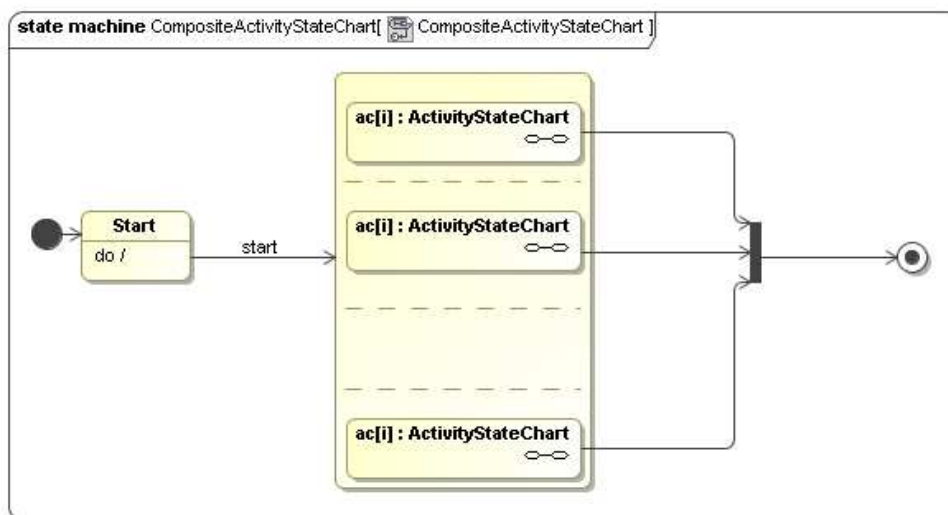 state machine CompositeActivityStateChart[ CompositeActivityStateChart ]
ac[i] : ActivityStateChart
Start
do /
start
ac[i] : ActivityStateChart
ac[i] : ActivityStateChart